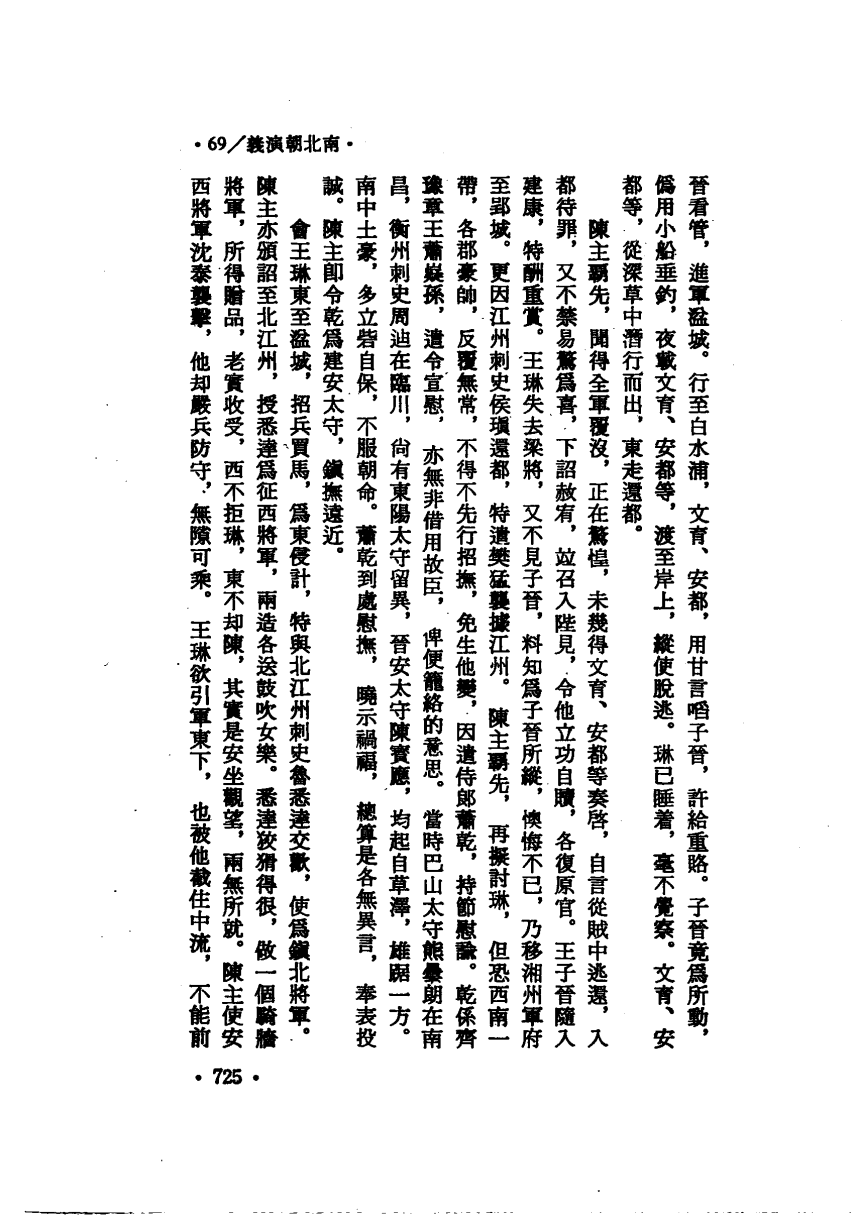 •69／義演朝北南•
晉看管，進軍湓城。行至白水浦，文育、安都，用甘言啗子晉，許給重賂。子晉竟爲所動，
僞用小船垂釣，夜載文育、安都等，渡至岸上，縱使脫逃。琳已睡着，毫不覺察。文育、安
都等，從深草中潛行而出，東走還都。
陳主霸先，聞得全軍覆沒，正在驚惶，未幾得文育、安都等奏啓，自言從賊中逃還，入
都待罪，又不禁易驚爲喜，下詔赦宥，竝召入陛見，令他立功自贖，各復原官。王子晉隨入
建康，特酬重賞。王琳失去梁將，又不見子晉，料知爲子晉所縱，懊悔不已，乃移湘州軍府
至郢城。更因江州刺史侯瑱還都，特遣樊猛襲據江州。陳主霸先，再擬討琳，但恐西南一
帶，各郡豪帥，反覆無常，不得不先行招撫，免生他變，因遣侍郎蕭乾，持節慰諭。乾係齊
豫章王蕭嶷孫，遣令宣慰，亦無非借用故臣，俾便籠絡的意思。當時巴山太守熊曇朗在南
昌，衡州刺史周迪在臨川，尚有東陽太守留異，晉安太守陳寶應，均起自草澤，雄踞一方。
南中土豪，多立砦自保，不服朝命。蕭乾到處慰撫，曉示禍福，總算是各無異言，奉表投
誠。陳主卽令乾爲建安太守，鎭撫遠近。
會王琳東至湓城，招兵買馬，爲東侵計，特與北江州刺史魯悉達交歡，使爲鎭北將軍。
陳主亦頒詔至北江州，授悉達爲征西將軍，兩造各送鼓吹女樂。悉達狡猾得很，做一個騎牆
將軍，所得贈品，老實收受，西不拒琳，東不却陳，其實是安坐觀望，兩無所就。陳主使安
西將軍沈泰襲擊，他却嚴兵防守，無隙可乘。王琳欲引軍東下，也被他截住中流，不能前
•725•